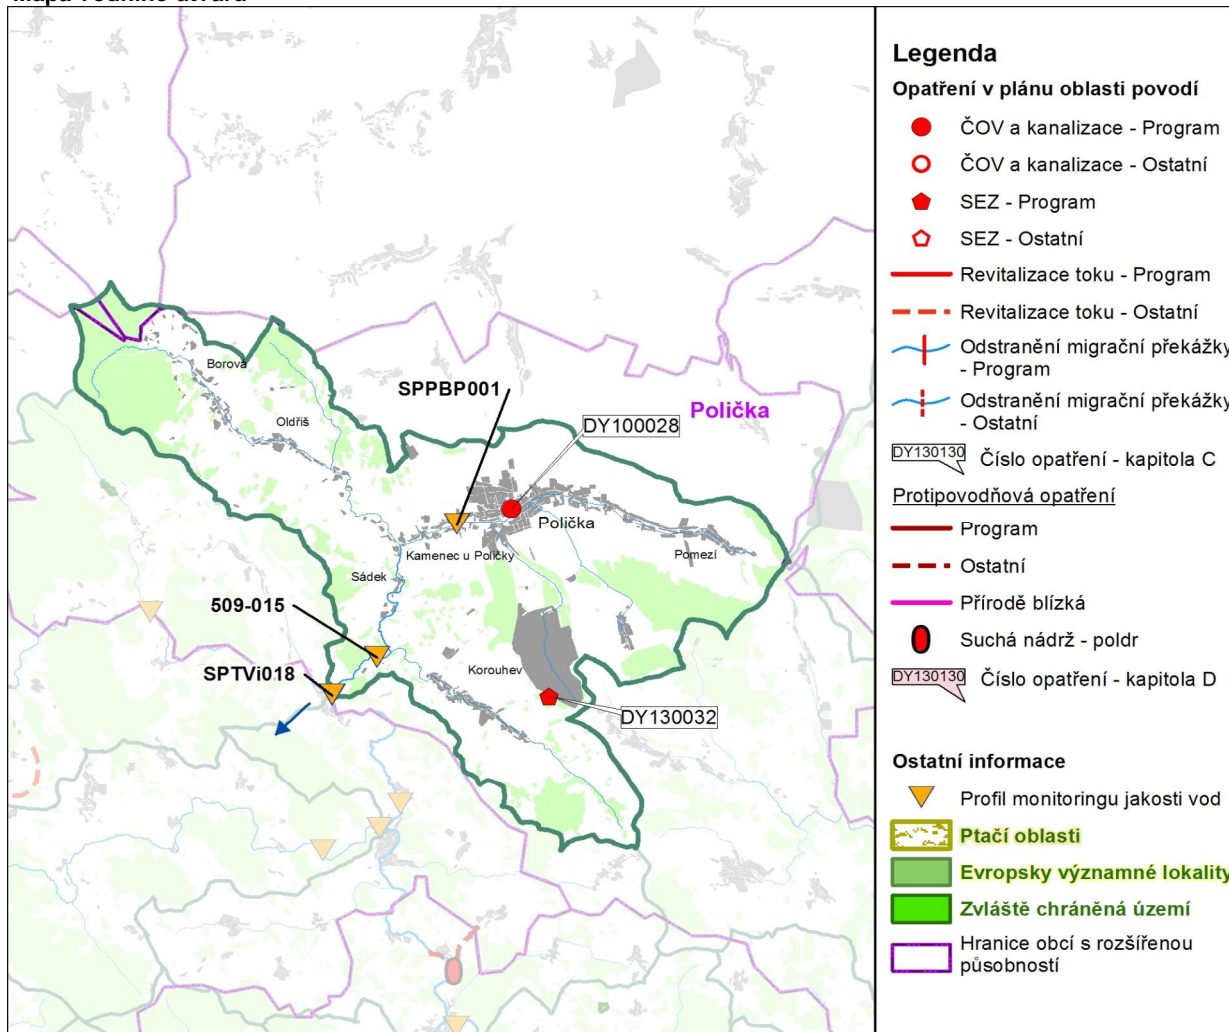 Borová
Oldřiš
SPPBP001
Polička
DY100028
Polička
Kamenec u Poličky
Pomezí
Sádek
509-015
SPTVi018
Korouhev
DY130032
Legenda
Opatření v plánu oblasti povodí
ČOV a kanalizace - Program
ČOV a kanalizace - Ostatní
SEZ - Program
SEZ - Ostatní
Revitalizace toku - Program
Revitalizace toku - Ostatní
Odstranění migrační překážky
- Program
Odstranění migrační překážky
- Ostatní
DY130130
Číslo opatření - kapitola C
Protipovodňová opatření
Program
Ostatní
Přírodě blízká
Suchá nádrž - poldr
DY130130
Číslo opatření - kapitola D
Ostatní informace
Profil monitoringu jakosti vod
Ptačí oblasti
Evropsky významné lokality
Zvláště chráněná území
Hranice obcí s rozšířenou
působností